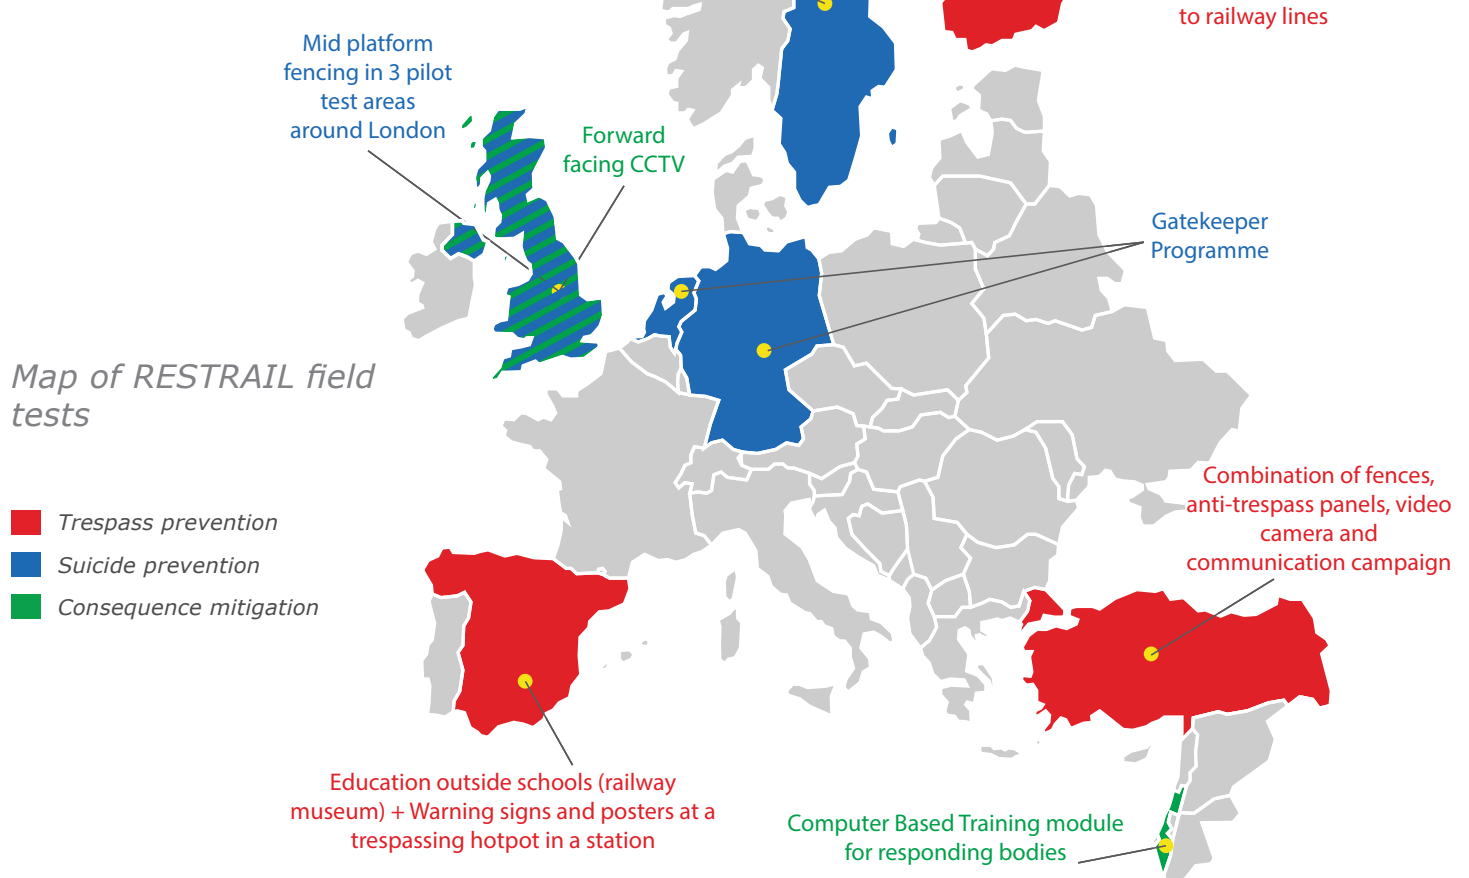 to railway lines
Mid platform
fencing in 3 pilot
test areas
around London
Forward
facing CCTV
Gatekeeper
Programme
Map of RESTRAIL field
tests
Trespass prevention
Suicide prevention
Consequence mitigation
Combination of fences,
anti-trespass panels, video
camera and
communication campaign
Education outside schools (railway
museum) + Warning signs and posters at a
trespassing hotpot in a station
Computer Based Training module
for responding bodies